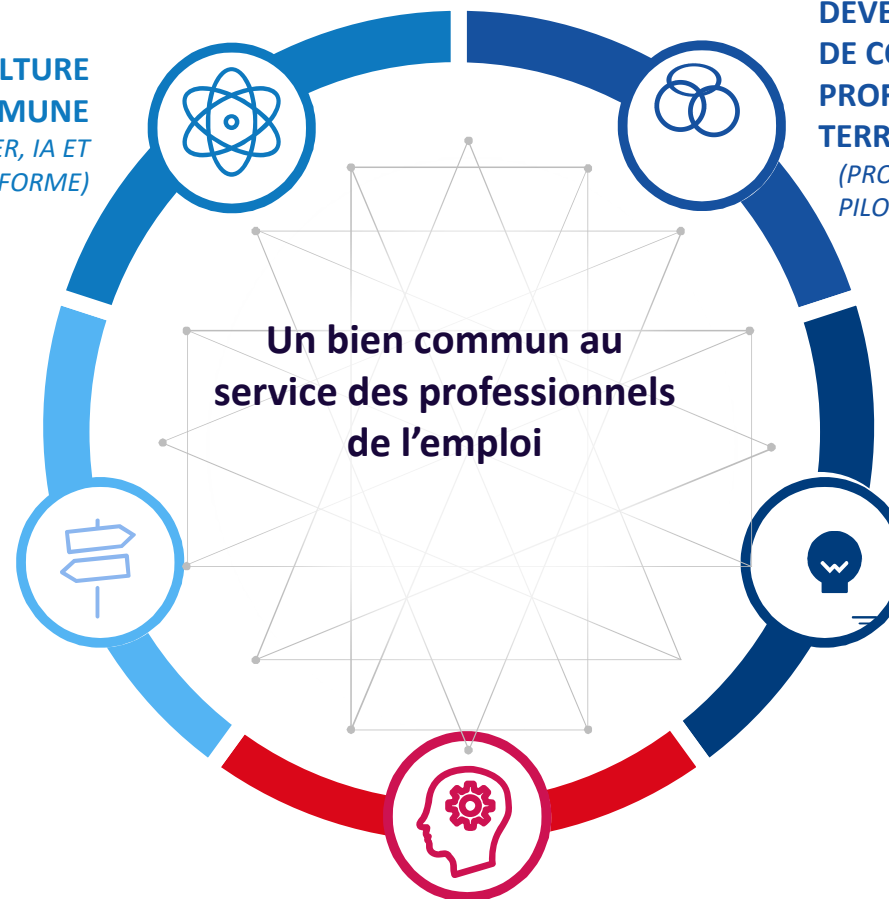 LTURE
MUNE
ER, IA ET
FORME)
DEVE
DE CO
PROF
TERR
(PRO
PILO
Un bien commun au
service des professionnels
de l’emploi